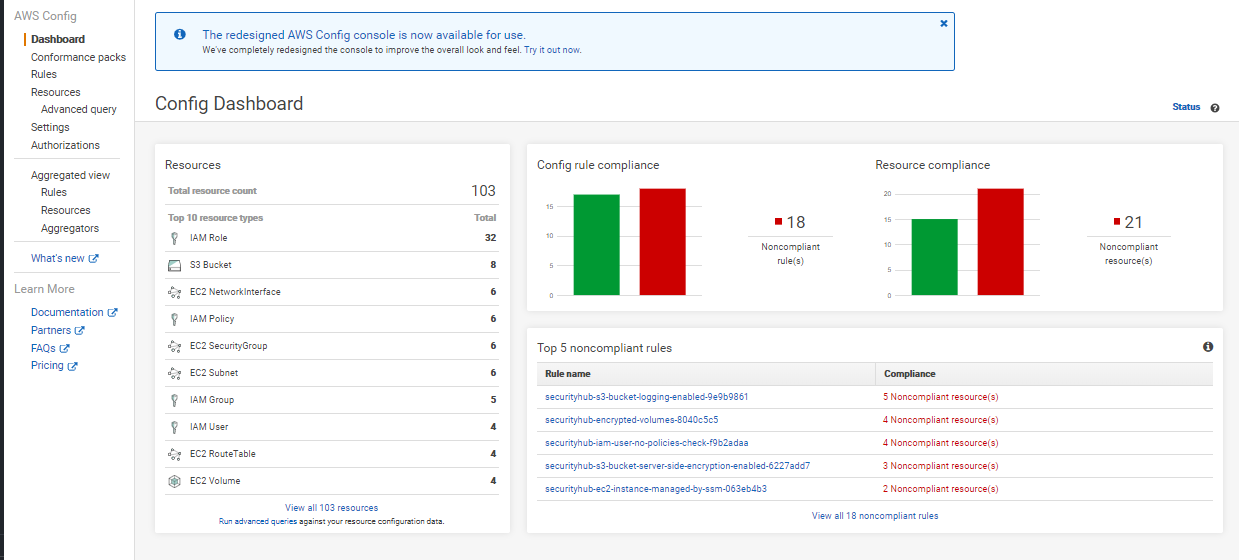 AWS Config
Dashboard
Conformance packs
Rules
Resources
Advanced query
Settings
Authorizations
Aggregated view
Rules
Resources
Aggregators
What's new
Learn More
Documentation
Partners
FAQs
Pricing
The redesigned AWS Config console is now available for use.
We've completely redesigned the console to improve the overall look and feel. Try it out now.
Config Dashboard
Status
Resources
Total resource count 103
Top 10 resource types Total
IAM Role 32
S3 Bucket 8
EC2 NetworkInterface 6
IAM Policy 6
EC2 SecurityGroup 6
EC2 Subnet 6
IAM Group 5
IAM User 4
EC2 RouteTable 4
EC2 Volume 4
View all 103 resources
Run advanced queries against your resource configuration data.
Config rule compliance
15
10
5
0
18
Noncompliant
rule(s)
Resource compliance
20
15
10
5
0
21
Noncompliant
resource(s)
Top 5 noncompliant rules
Rule name Compliance
securityhub-s3-bucket-logging-enabled-9e9b9861 5 Noncompliant resource(s)
securityhub-encrypted-volumes-8040c5c5 4 Noncompliant resource(s)
securityhub-iam-user-no-policies-check-f9b2adaa 4 Noncompliant resource(s)
securityhub-s3-bucket-server-side-encryption-enabled-6227add7 3 Noncompliant resource(s)
securityhub-ec2-instance-managed-by-ssm-063eb4b3 2 Noncompliant resource(s)
View all 18 noncompliant rules